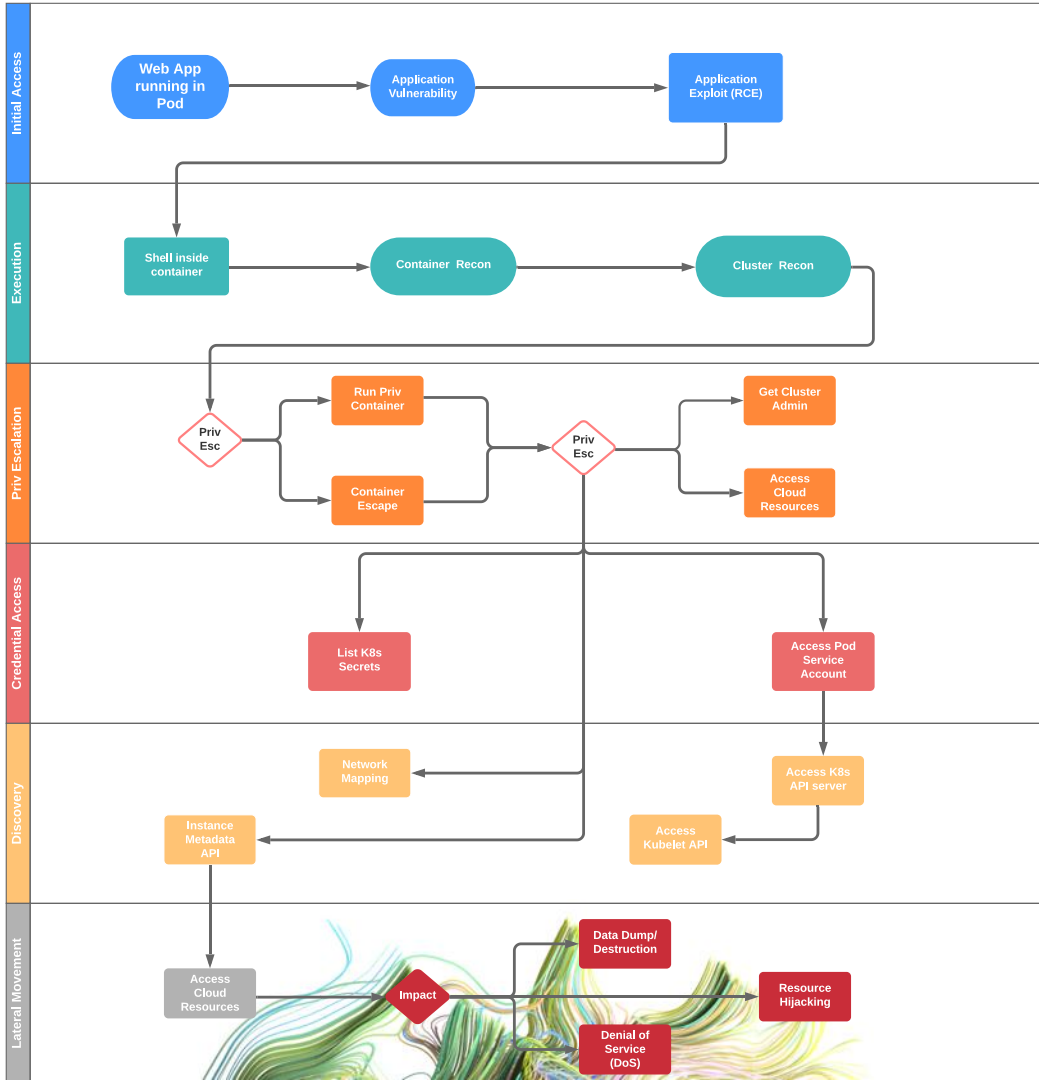 Initial Access
Web App
running in
Pod
Application
Vulnerability
Application
Exploit (RCE)
Execution
Shell inside
container
Container Recon
Cluster Recon
Priv Escalation
Priv
Esc
Run Priv
Container
Container
Escape
Priv
Esc
Get Cluster
Admin
Access
Cloud
Resources
Credential Access
List K8s
Secrets
Access Pod
Service
Account
Discovery
Network
Mapping
Access K8s
API server
Instance
Metadata
API
Access
Kubelet API
Lateral Movement
Access
Cloud
Resources
Impact
Data Dump/
Destruction
Resource
Hijacking
Denial of
Service
(DoS)